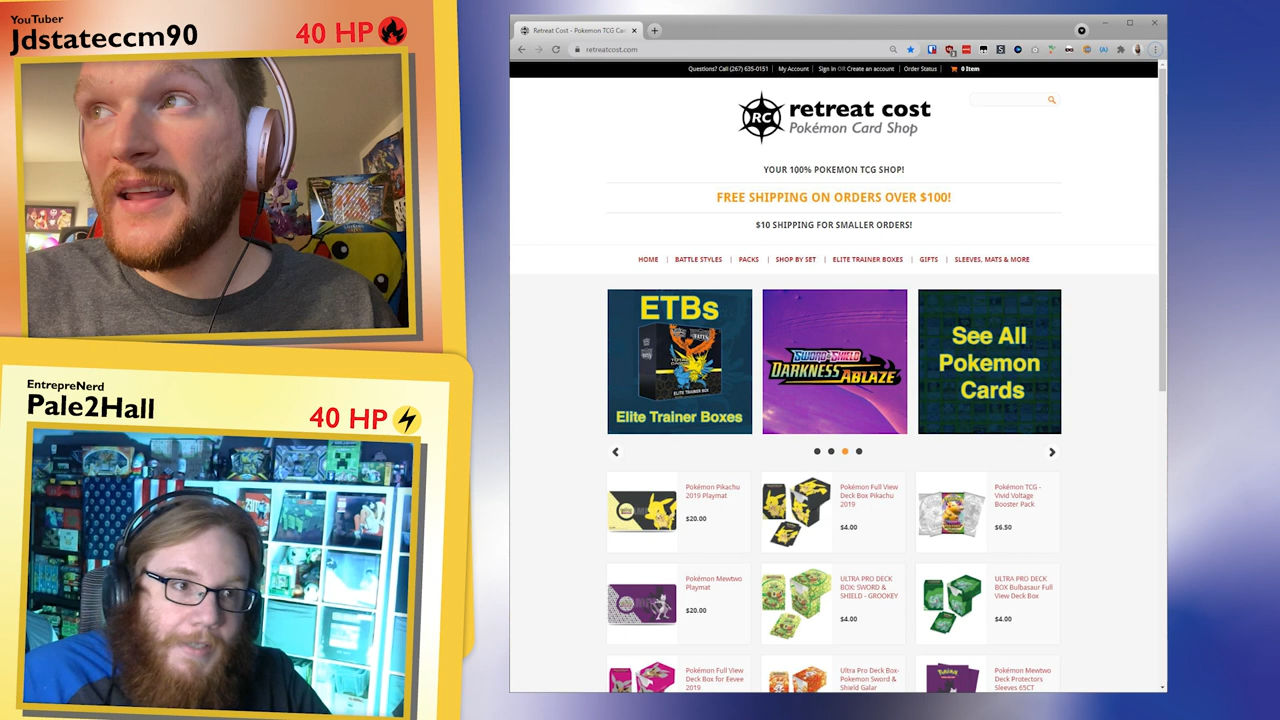 YouTuber
Jdstateccm90
40 HP
EntrepreNerd
Pale2Hall
40 HP
Retreat Cost - Pokemon TCG Car
retreatcost.com
Questions? Call (267) 635-0151 | My Account | Sign in OR Create an account | Order Status | 0 Item
RC
retreat cost
Pokémon Card Shop
YOUR 100% POKEMON TCG SHOP!
FREE SHIPPING ON ORDERS OVER $100!
$10 SHIPPING FOR SMALLER ORDERS!
HOME | BATTLE STYLES | PACKS | SHOP BY SET | ELITE TRAINER BOXES | GIFTS | SLEEVES, MATS & MORE
ETBs
Elite Trainer Boxes
SWORD & SHIELD
DARKNESS ABLAZE
See All
Pokemon
Cards
Pokémon Pikachu
2019 Playmat
$20.00
Pokémon Full View
Deck Box Pikachu
2019
$4.00
Pokémon TCG -
Vivid Voltage
Booster Pack
$6.50
Pokémon Mewtwo
Playmat
$20.00
ULTRA PRO DECK
BOX: SWORD &
SHIELD - GROOKEY
$4.00
ULTRA PRO DECK
BOX Bulbasaur Full
View Deck Box
$4.00
Pokémon Full View
Deck Box for Eevee
2019
Ultra Pro Deck Box-
Pokemon Sword &
Shield Galar
Pokémon Mewtwo
Deck Protectors
Sleeves 65CT